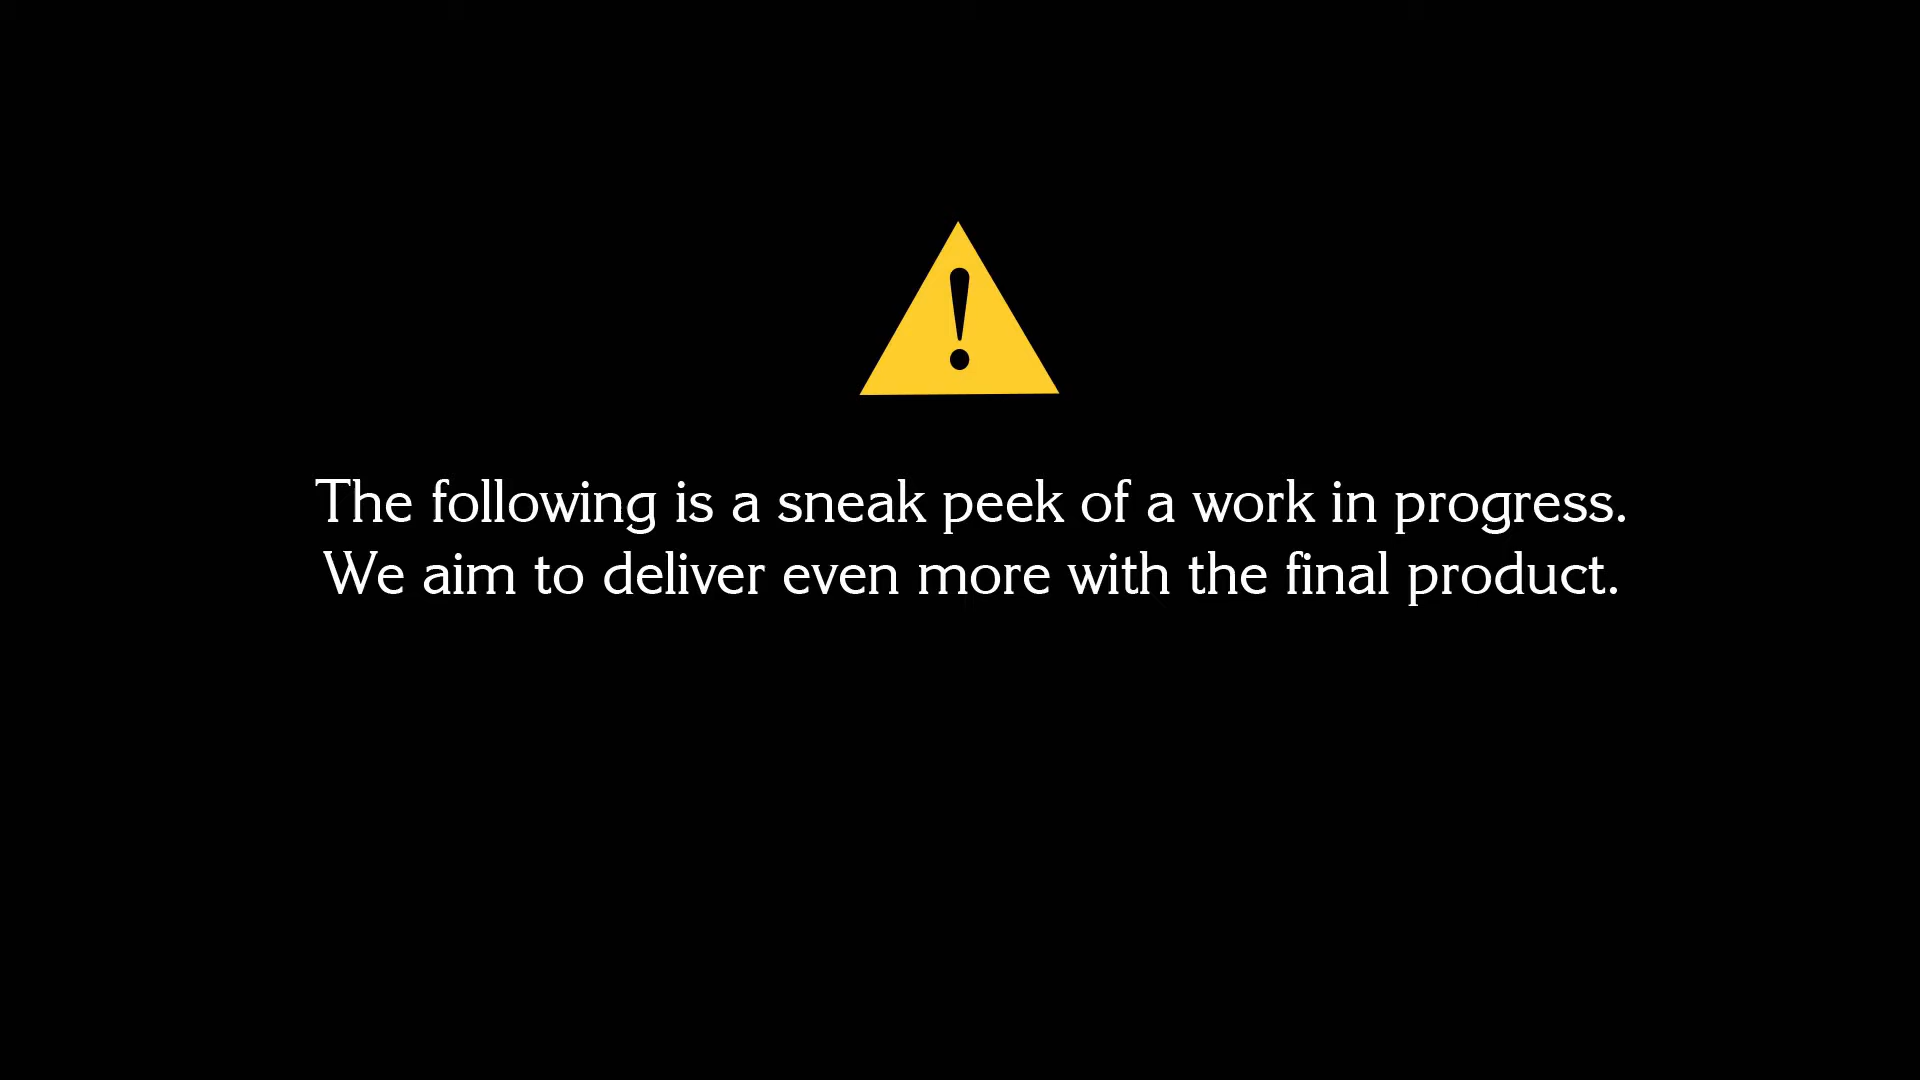 The following is a sneak peek of a work in progress.
We aim to deliver even more with the final product.